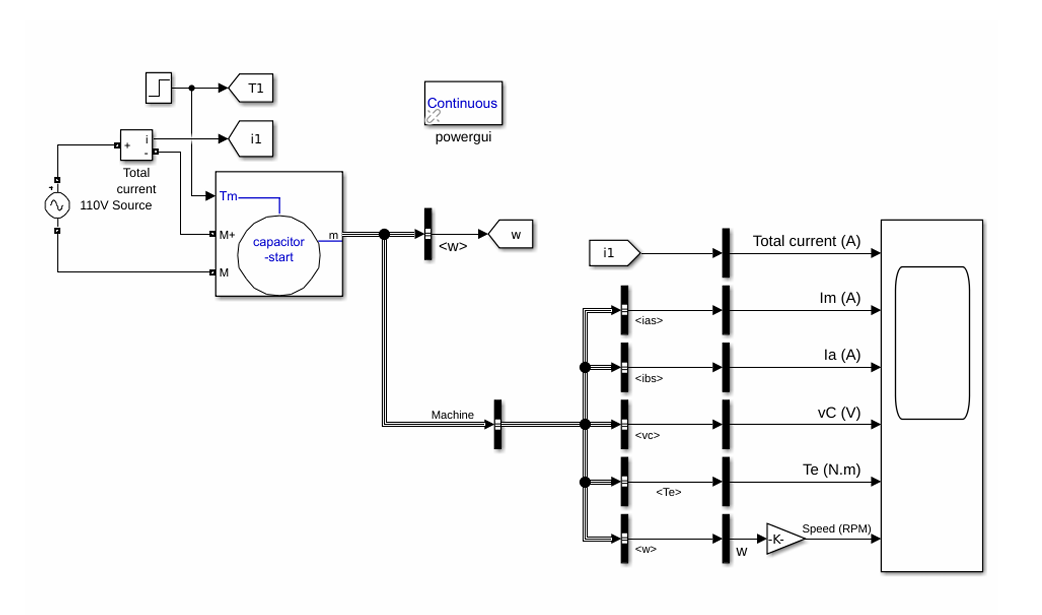 T1
Continuous
powergui
i1
+
i
-
Total
current
+
110V Source
Tm
M+
M
capacitor
-start
m
<w>
w
i1
Total current (A)
<ias>
Im (A)
<ibs>
Ia (A)
Machine
<vc>
vC (V)
<Te>
Te (N.m)
<w>
w
-K-
Speed (RPM)